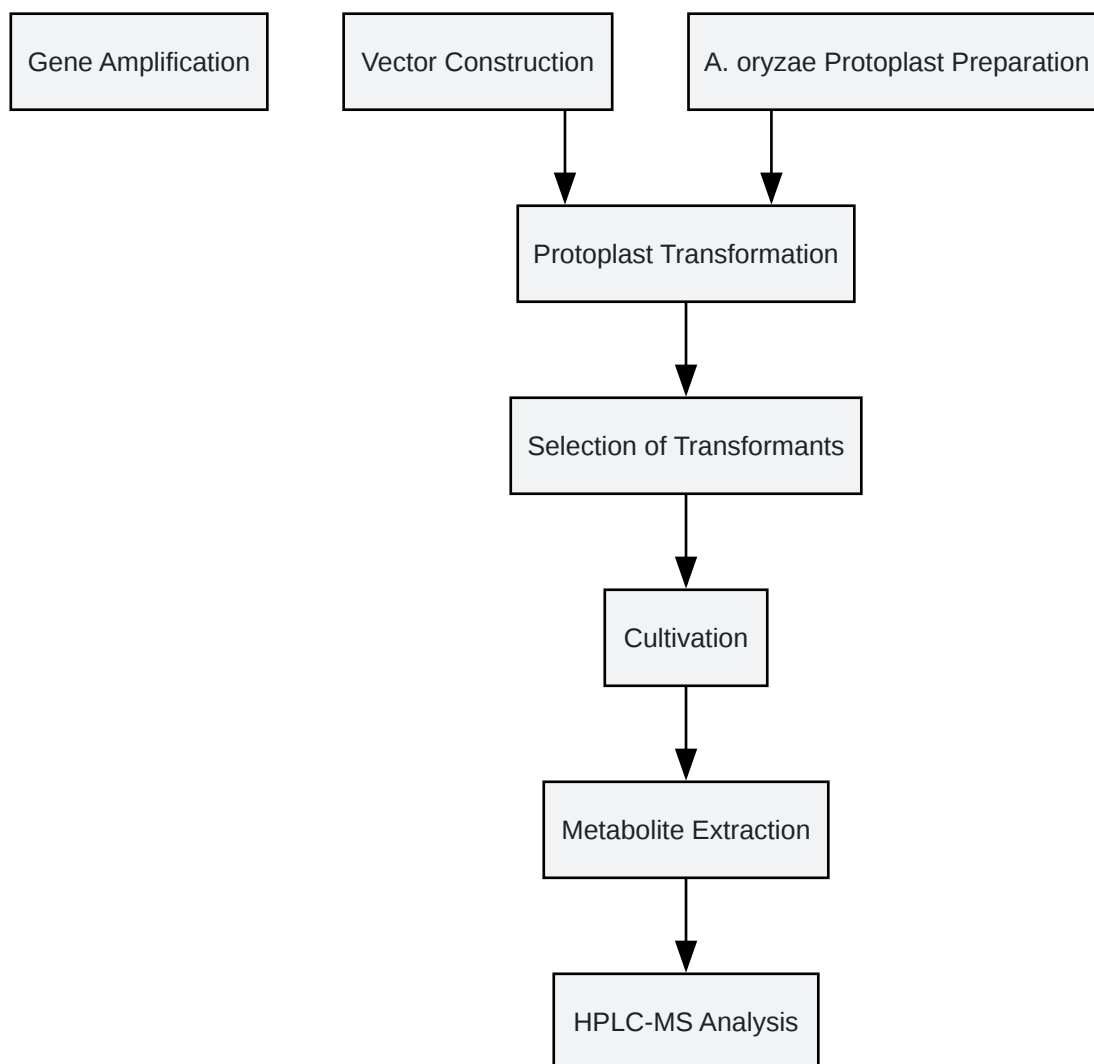 Gene Amplification
Vector Construction
A. oryzae Protoplast Preparation
Protoplast Transformation
Selection of Transformants
Cultivation
Metabolite Extraction
HPLC-MS Analysis